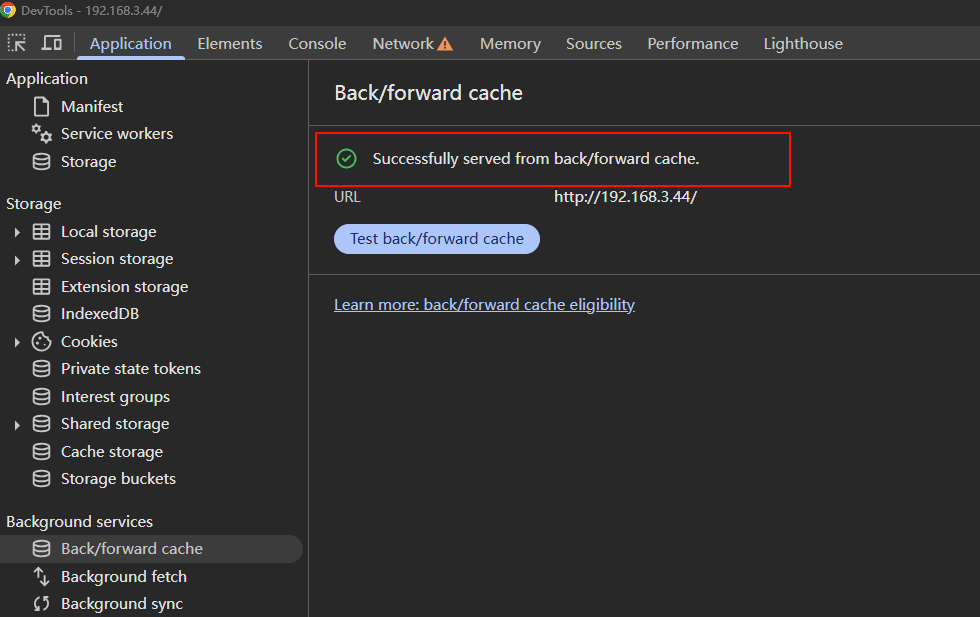 DevTools - 192.168.3.44/
Application Elements Console Network Memory Sources Performance Lighthouse
Application
Manifest
Service workers
Storage
Storage
Local storage
Session storage
Extension storage
IndexedDB
Cookies
Private state tokens
Interest groups
Shared storage
Cache storage
Storage buckets
Background services
Back/forward cache
Background fetch
Background sync
Back/forward cache
Successfully served from back/forward cache.
URL http://192.168.3.44/
Test back/forward cache
Learn more: back/forward cache eligibility